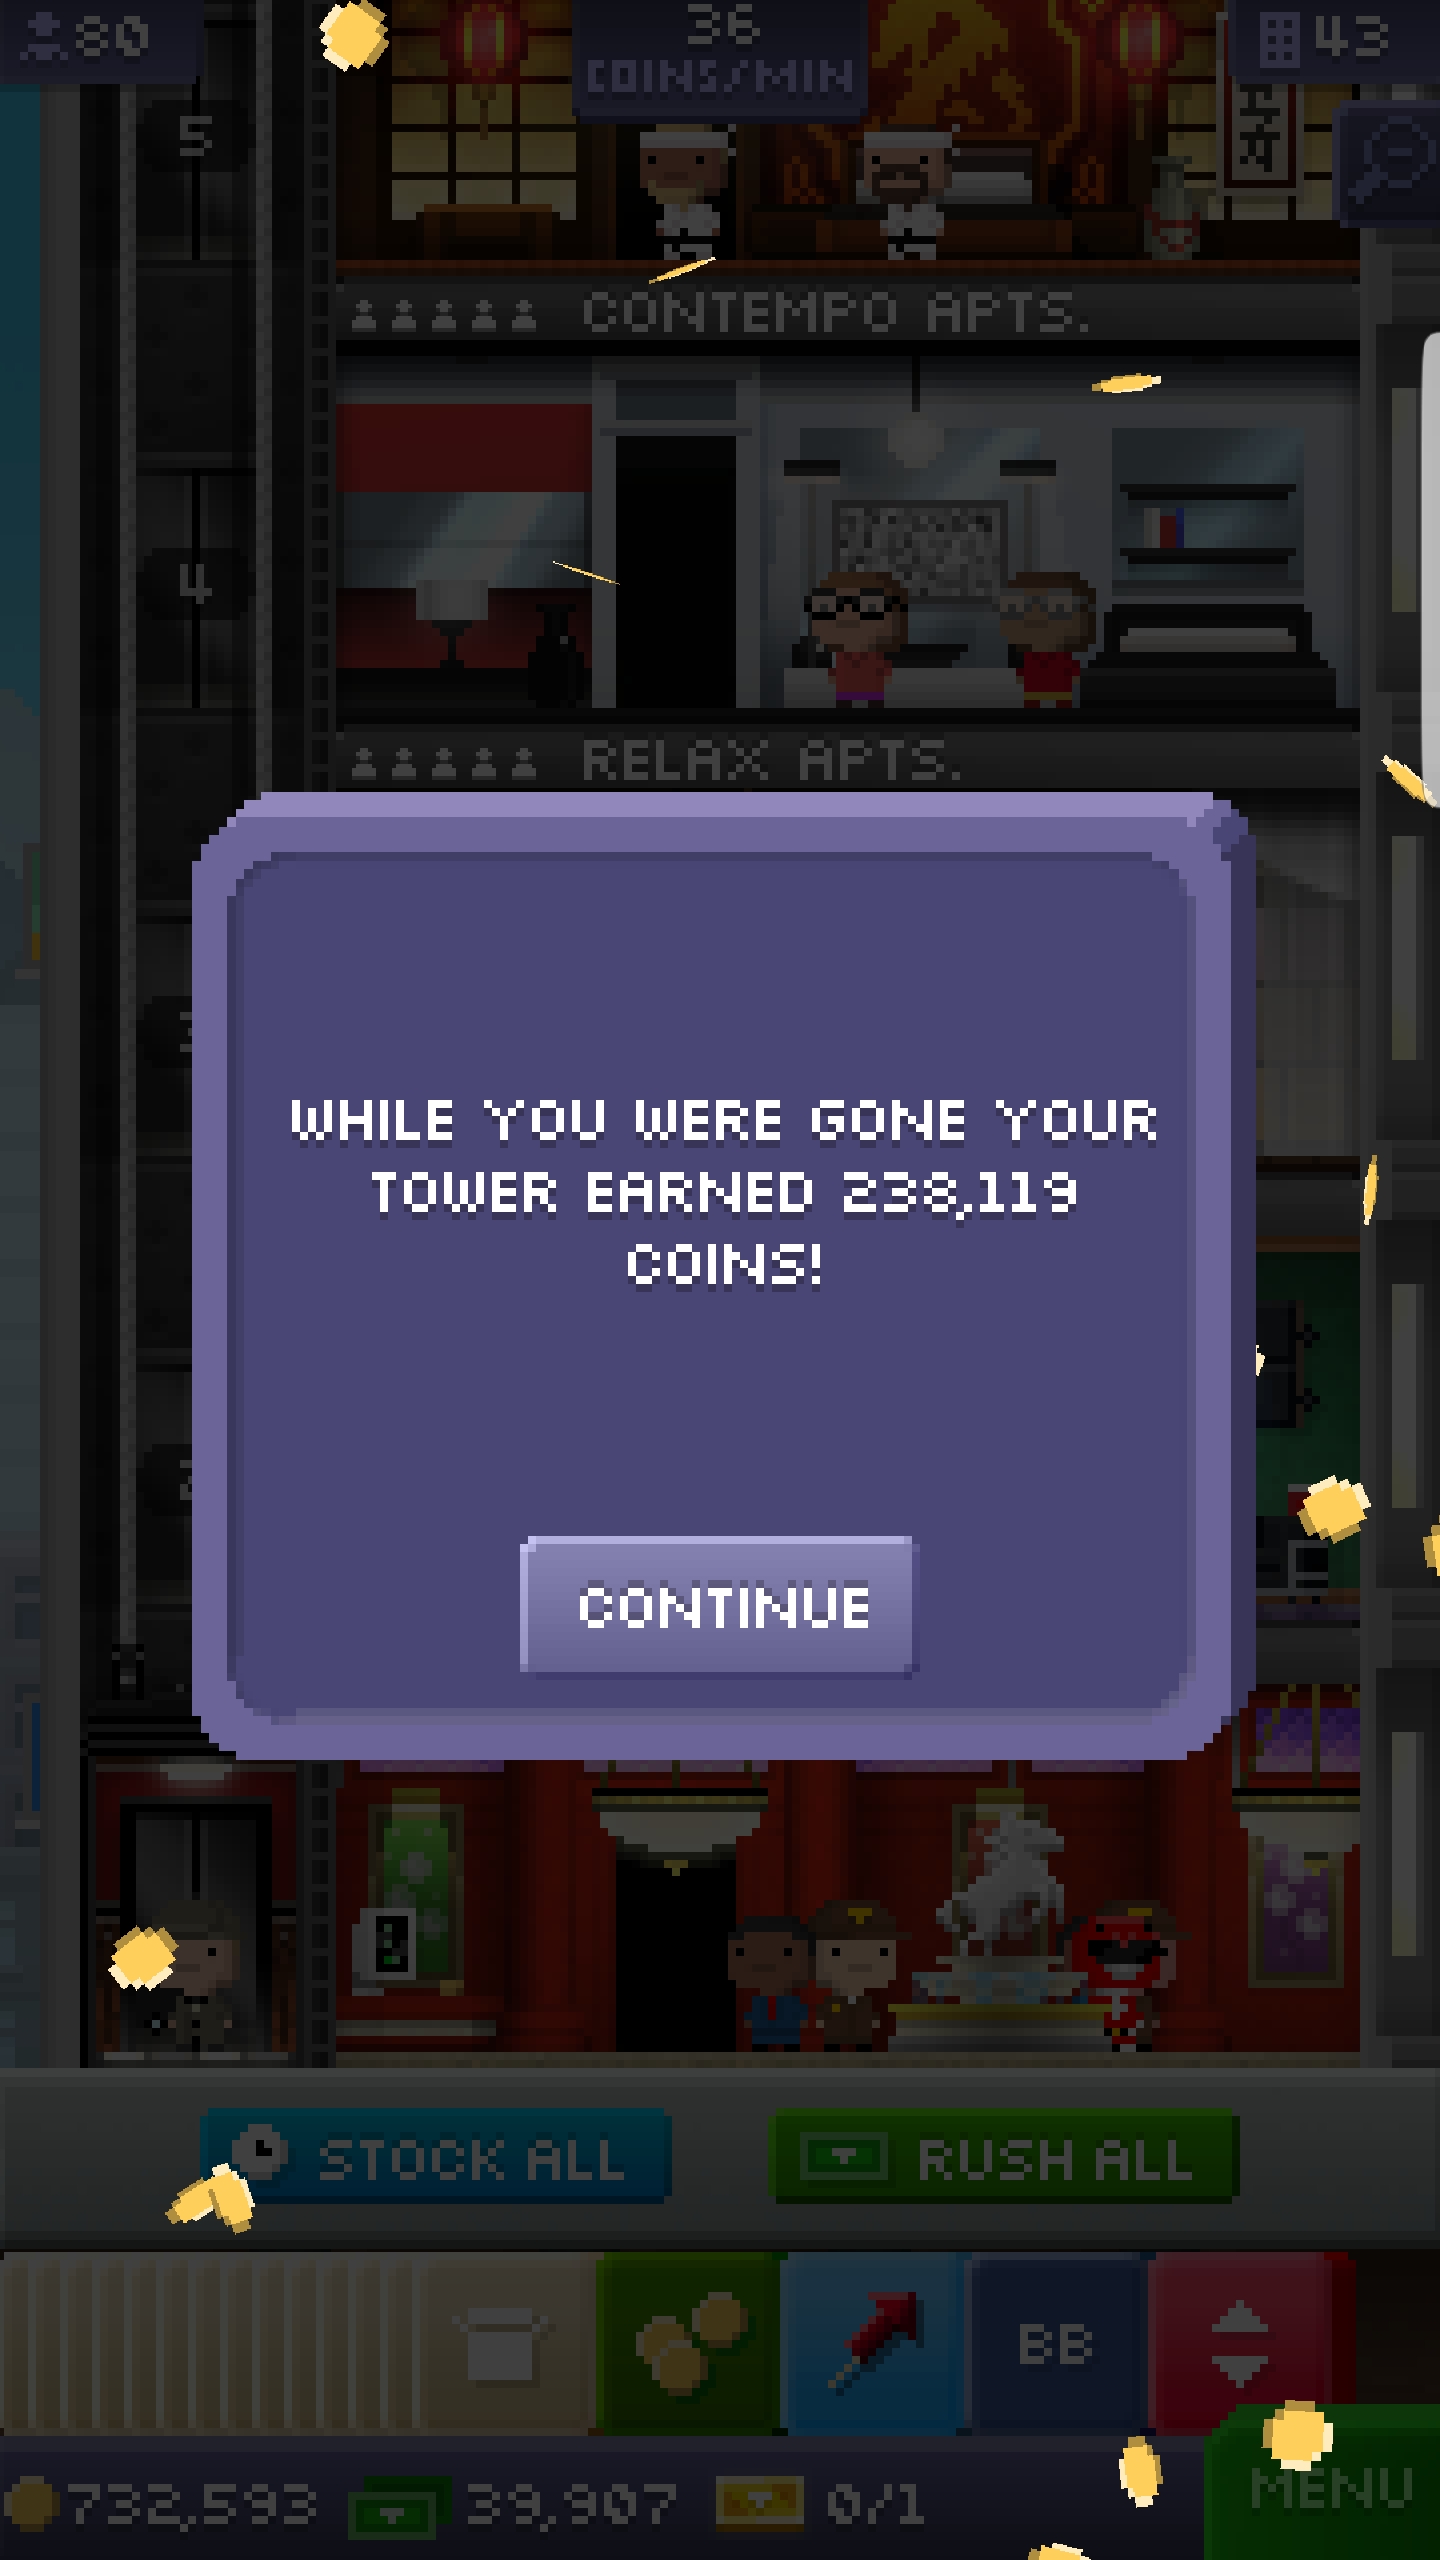 80
36
COINS/MIN
43
5
CONTEMPO APTS.
4
RELAX APTS.
WHILE YOU WERE GONE YOUR
TOWER EARNED 238,119
COINS!
CONTINUE
STOCK ALL
RUSH ALL
BB
732,593
39,907
0/1
MENU